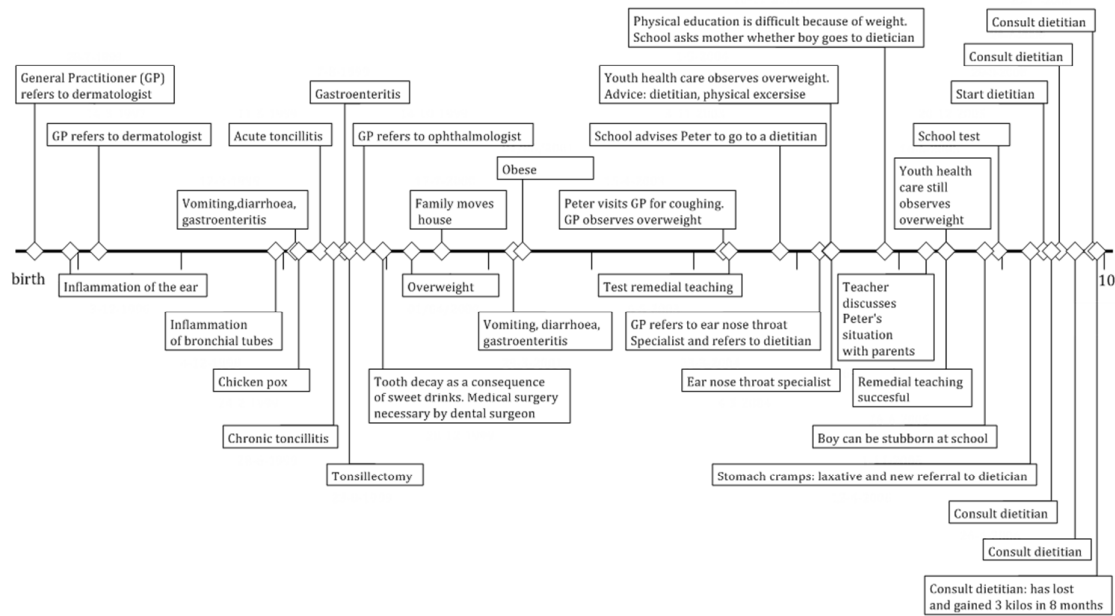 Physical education is difficult because of weight.
School asks mother whether boy goes to dietician
Consult dietitian
Consult dietitian
General Practitioner (GP)
refers to dermatologist
Gastroenteritis
Youth health care observes overweight.
Advice: dietitian, physical excersise
Start dietitian
GP refers to dermatologist
Acute toncillitis
GP refers to ophthalmologist
School advises Peter to go to a dietitian
School test
Obese
Youth health
care still
observes
overweight
Vomiting,diarrhoea,
gastroenteritis
Family moves
house
Peter visits GP for coughing.
GP observes overweight
birth
10
Inflammation of the ear
Overweight
Test remedial teaching
Teacher
discusses
Peter's
situation
with parents
Inflammation
of bronchial tubes
Vomiting, diarrhoea,
gastroenteritis
GP refers to ear nose throat
Specialist and refers to dietitian
Chicken pox
Tooth decay as a consequence
of sweet drinks. Medical surgery
necessary by dental surgeon
Ear nose throat specialist
Remedial teaching
succesful
Chronic toncillitis
Boy can be stubborn at school
Tonsillectomy
Stomach cramps: laxative and new referral to dietician
Consult dietitian
Consult dietitian
Consult dietitian: has lost
and gained 3 kilos in 8 months